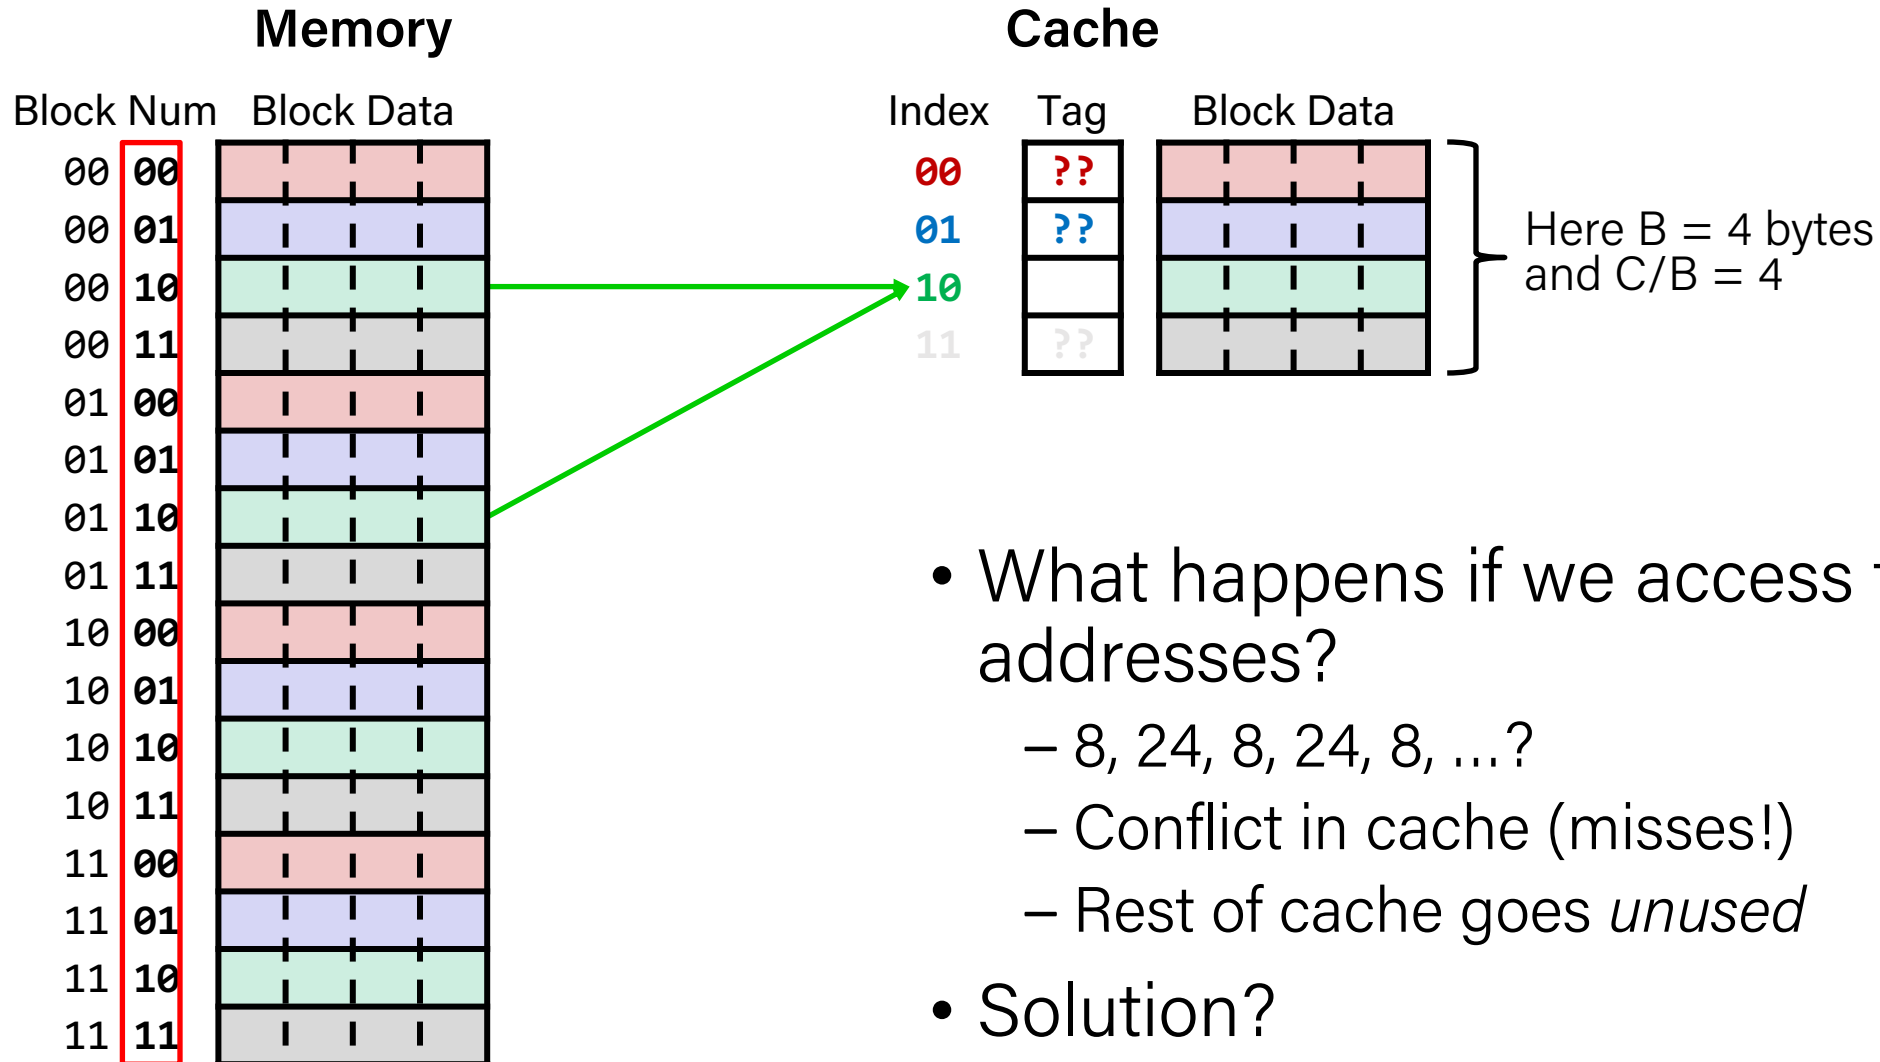 Memory
Cache
Block Num Block Data
Index Tag Block Data
00 00
00 01
00 10
00 11
01 00
01 01
01 10
01 11
10 00
10 01
10 10
10 11
11 00
11 01
11 10
11 11
00 ??
01 ??
10
11 ??
Here B = 4 bytes
and C/B = 4
• What happens if we access
addresses?
– 8, 24, 8, 24, 8, …?
– Conflict in cache (misses!)
– Rest of cache goes unused
• Solution?